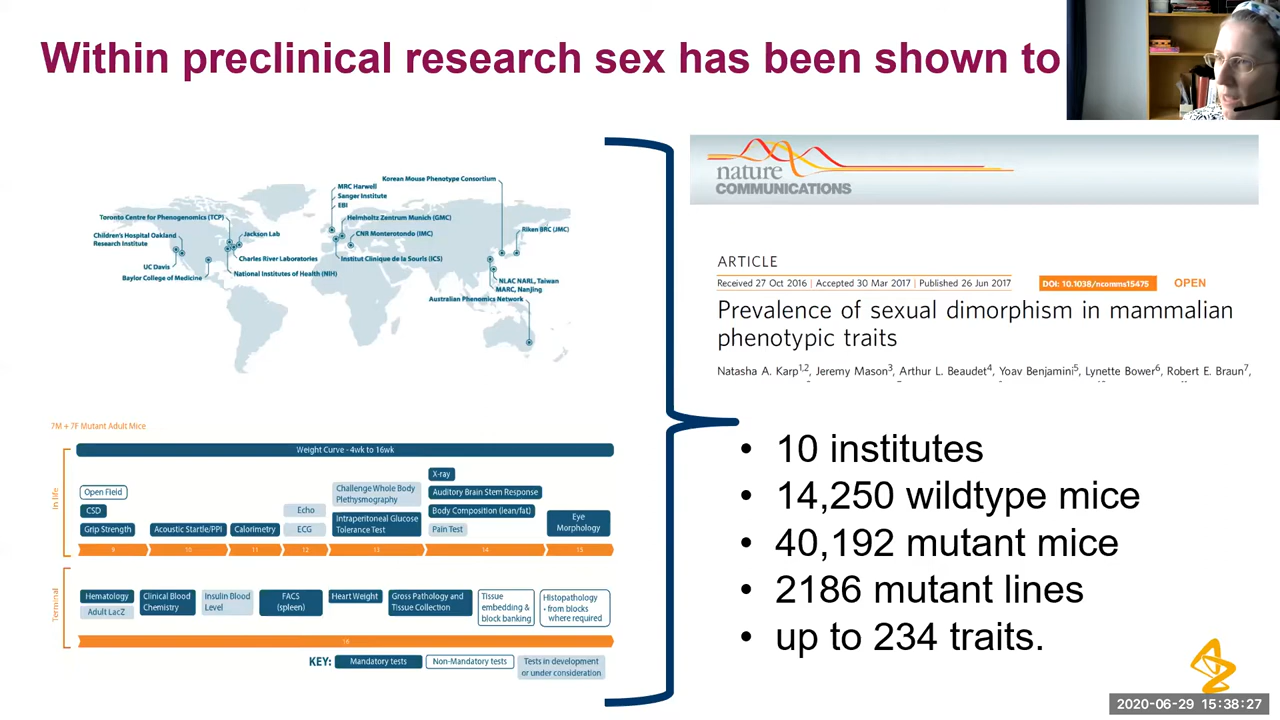 Within preclinical research sex has been shown to
Korean Mouse Phenotype Consortium
MRC Harwell
Sanger Institute
EBI
Toronto Centre for Phenogenomics (TCP)
Helmholtz Zentrum Munich (GMC)
Children's Hospital Oakland
Research Institute
Jackson Lab
CNR Monterotondo (IMC)
Riken BRC (JMC)
UC Davis
Charles River Laboratories
Institut Clinique de la Souris (ICS)
Baylor College of Medicine
National Institutes of Health (NIH)
NLAC NARL, Taiwan
MARC, Nanjing
Australian Phenomics Network
nature
COMMUNICATIONS
ARTICLE
Received 27 Oct 2016 | Accepted 30 Mar 2017 | Published 26 Jun 2017
DOI: 10.1038/ncomms15475
OPEN
Prevalence of sexual dimorphism in mammalian
phenotypic traits
Natasha A. Karp1,2, Jeremy Mason3, Arthur L. Beaudet4, Yoav Benjamini5, Lynette Bower6, Robert E. Braun7,
7M + 7F Mutant Adult Mice
Weight Curve - 4wk to 16wk
In life
X-ray
Open Field
Challenge Whole Body
Plethysmography
Auditory Brain Stem Response
CSD
Echo
Body Composition (lean/fat)
Grip Strength
Acoustic Startle/PPI
Calorimetry
ECG
Intraperitoneal Glucose
Tolerance Test
Pain Test
Eye
Morphology
9
10
11
12
13
14
15
Terminal
Hematology
Adult LacZ
Clinical Blood
Chemistry
Insulin Blood
Level
FACS
(spleen)
Heart Weight
Gross Pathology and
Tissue Collection
Tissue
embedding &
block banking
Histopathology
• from blocks
where required
16
KEY:
Mandatory tests
Non-Mandatory tests
Tests in development
or under consideration
• 10 institutes
• 14,250 wildtype mice
• 40,192 mutant mice
• 2186 mutant lines
• up to 234 traits.
2020-06-29 15:38:27